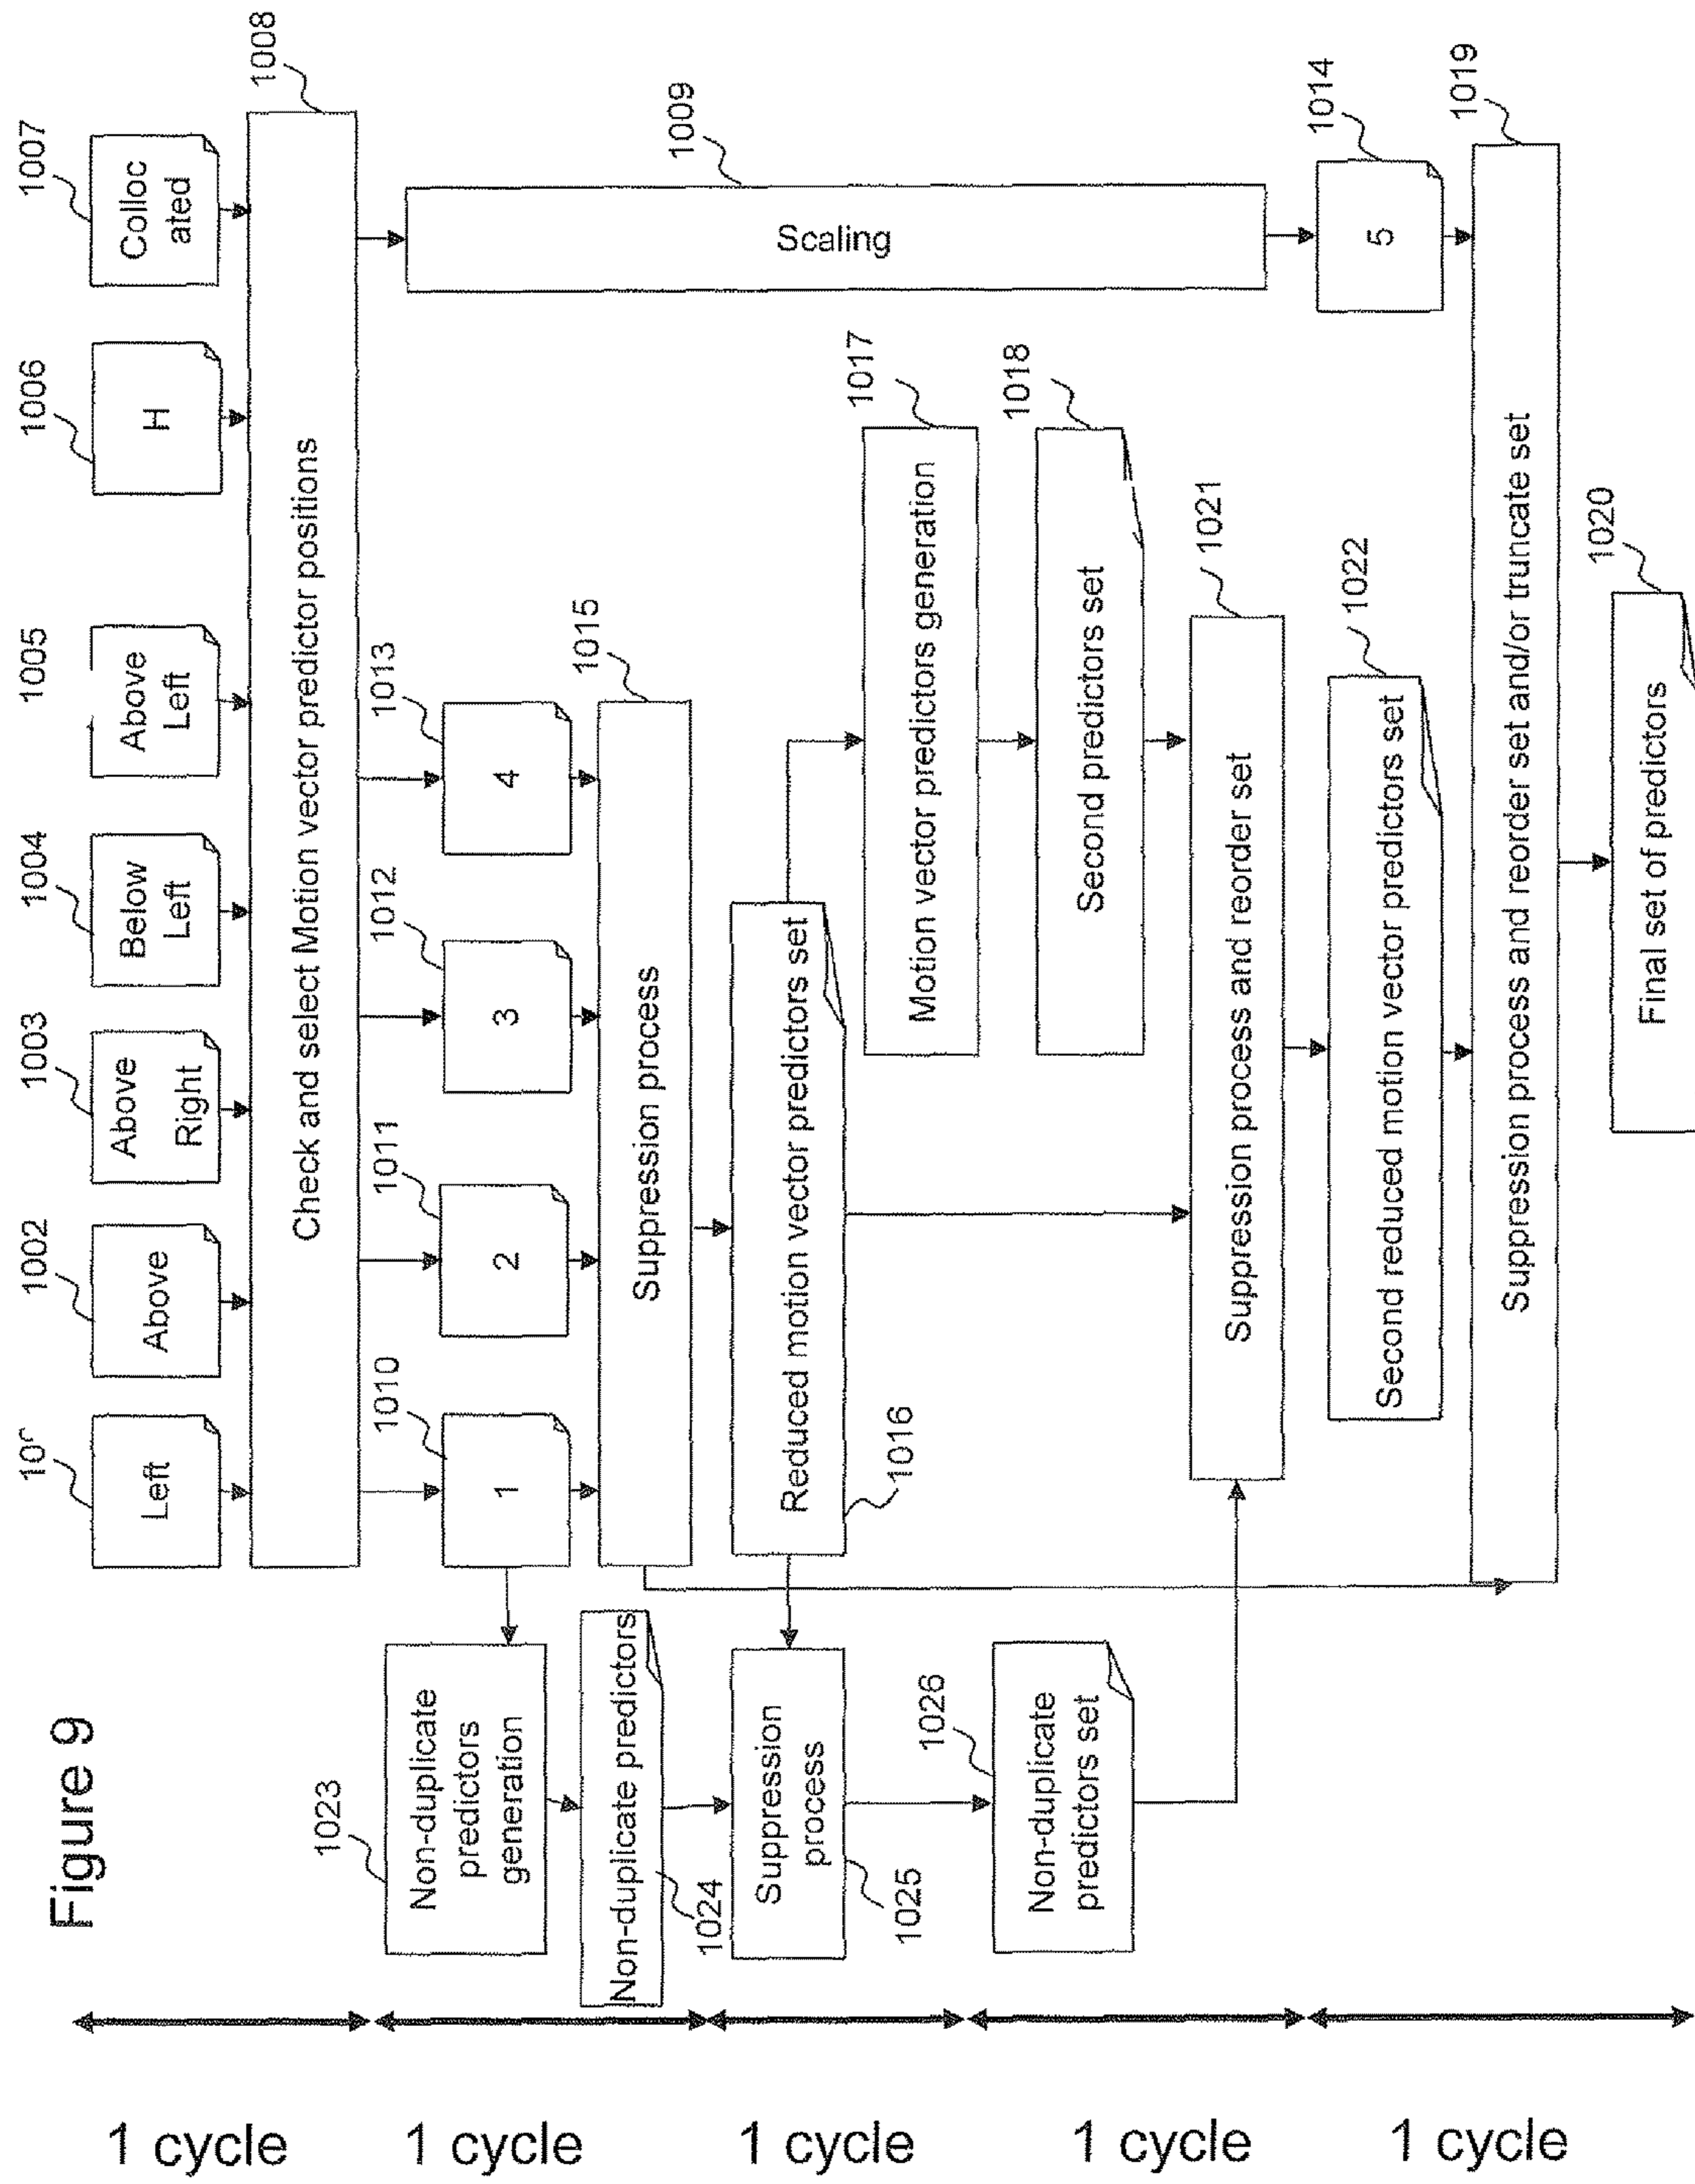 Figure 9
1002
1003
1004
1005
1006
1007
Left
Above
Above
Right
Below
Left
Above
Left
H
Colloc
ated
1008
Check and select Motion vector predictor positions
1023
1010
1011
1012
1013
1009
Non-duplicate
predictors
generation
1
2
3
4
Scaling
Non-duplicate predictors
1024
1015
Suppression process
Suppression
process
1025
Reduced motion vector predictors set
1016
1017
Motion vector predictors generation
1026
Non-duplicate
predictors set
1018
Second predictors set
1021
Suppression process and reorder set
1022
Second reduced motion vector predictors set
1014
5
1019
Suppression process and reorder set and/or truncate set
1020
Final set of predictors
1 cycle
1 cycle
1 cycle
1 cycle
1 cycle